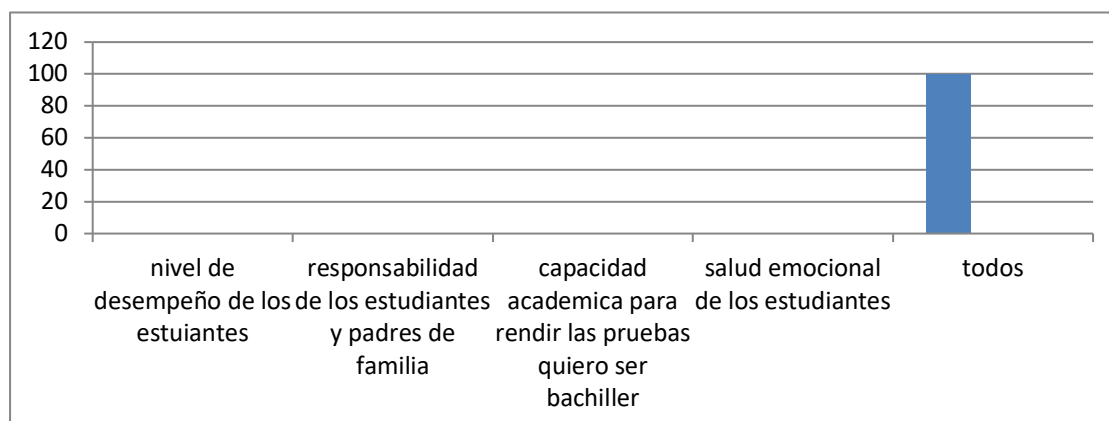 120
100
80
60
40
20
0
nivel de
desempeño de los
estuiantes
responsabilidad
de los estudiantes
y padres de
familia
capacidad
academica para
rendir las pruebas
quiero ser
bachiller
salud emocional
de los estudiantes
todos